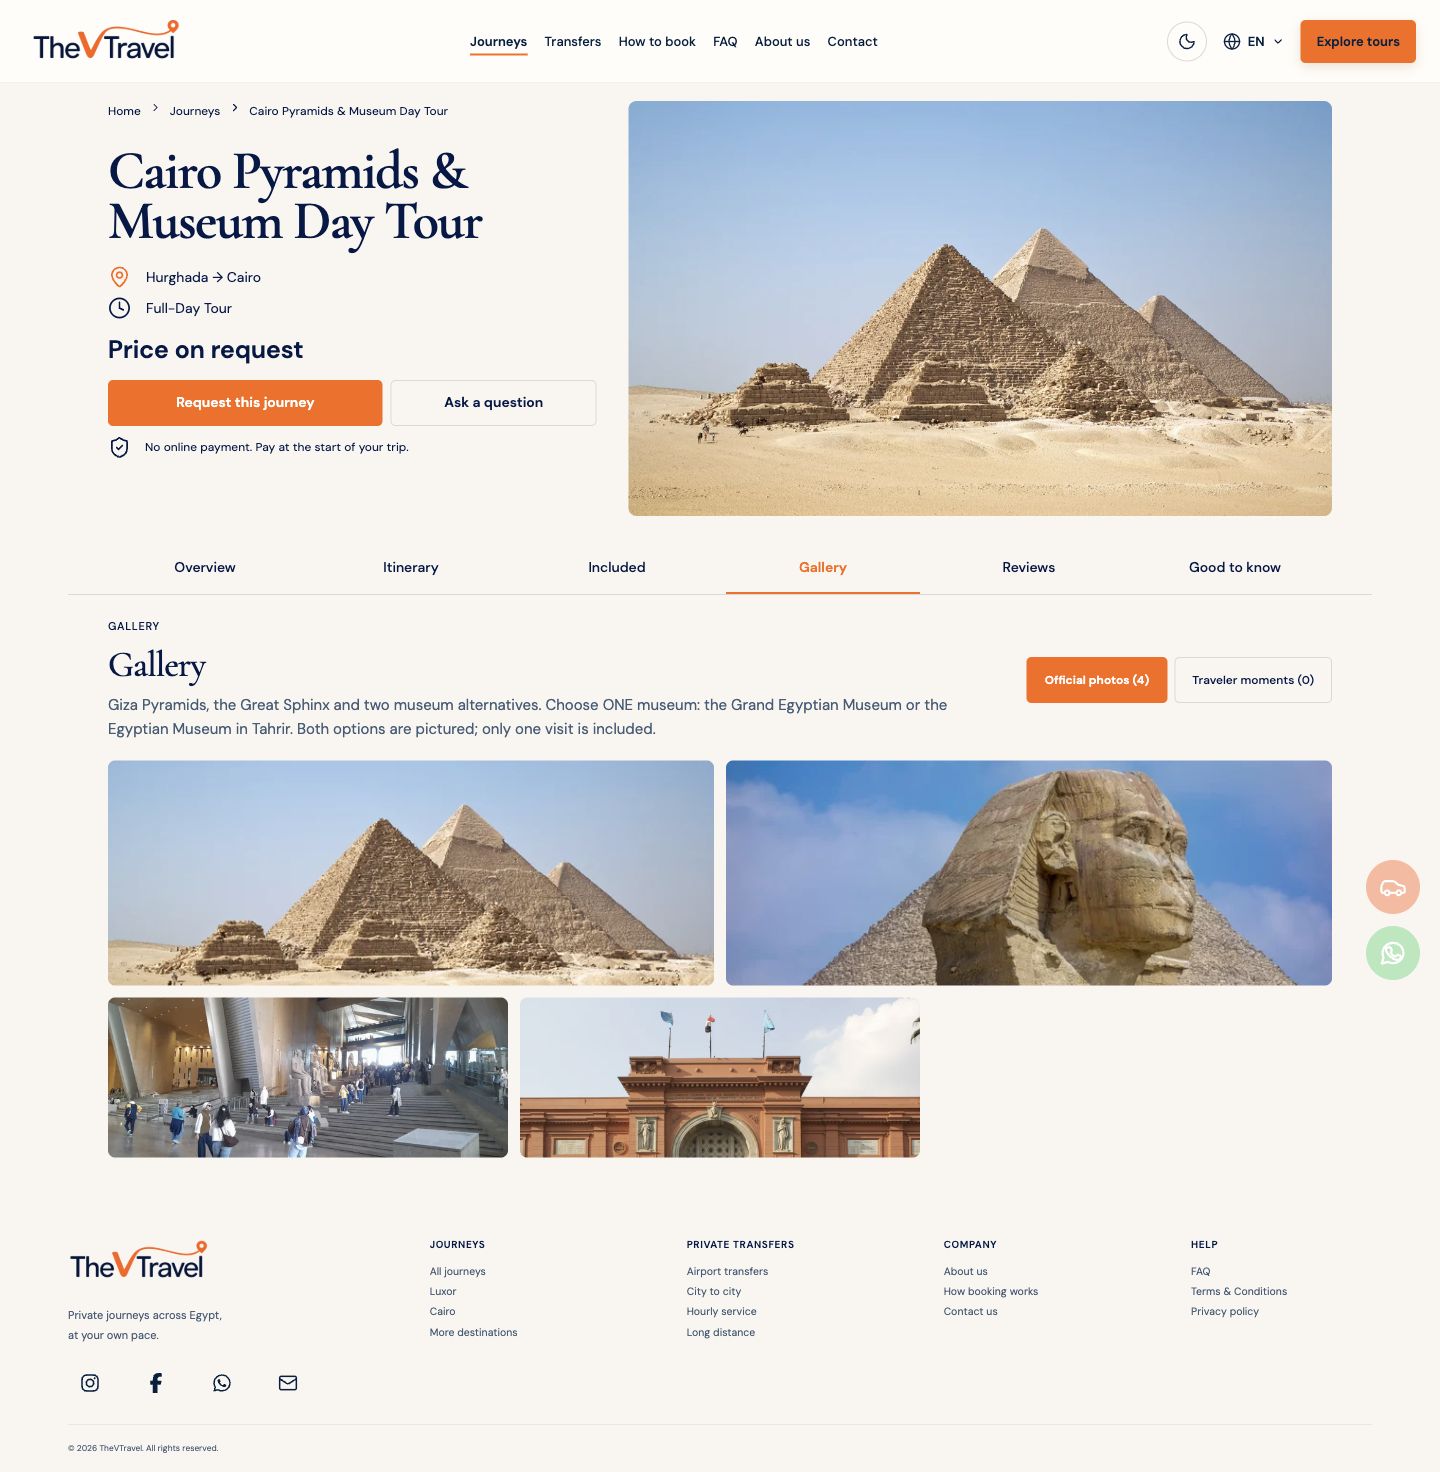 TheVTravel
Journeys
Transfers
How to book
FAQ
About us
Contact
EN
Explore tours
Home
Journeys
Cairo Pyramids & Museum Day Tour
Cairo Pyramids &
Museum Day Tour
Hurghada → Cairo
Full-Day Tour
Price on request
Request this journey
Ask a question
No online payment. Pay at the start of your trip.
Overview
Itinerary
Included
Gallery
Reviews
Good to know
GALLERY
Gallery
Giza Pyramids, the Great Sphinx and two museum alternatives. Choose ONE museum: the Grand Egyptian Museum or the
Egyptian Museum in Tahrir. Both options are pictured; only one visit is included.
Official photos (4)
Traveler moments (0)
TheVTravel
Private journeys across Egypt,
at your own pace.
JOURNEYS
All journeys
Luxor
Cairo
More destinations
PRIVATE TRANSFERS
Airport transfers
City to city
Hourly service
Long distance
COMPANY
About us
How booking works
Contact us
HELP
FAQ
Terms & Conditions
Privacy policy
© 2026 TheVTravel. All rights reserved.